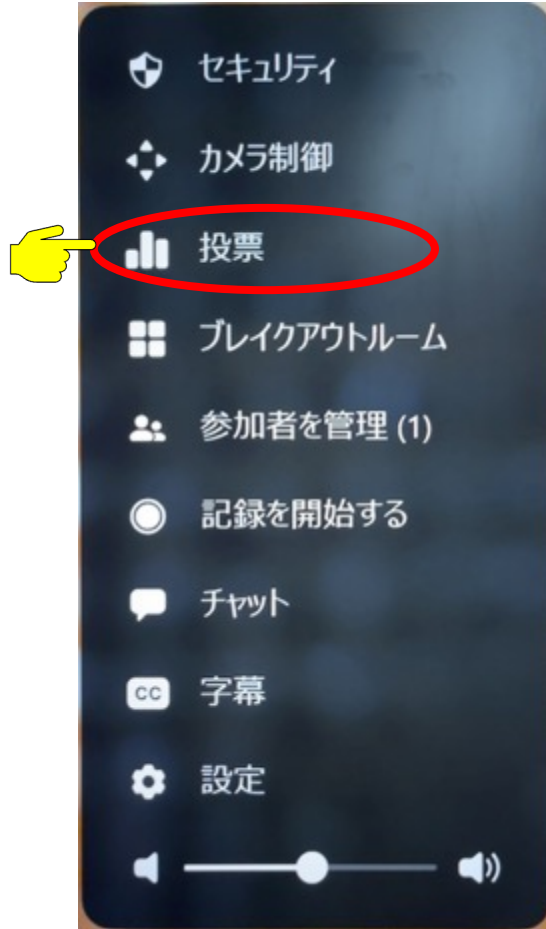 セキュリティ
カメラ制御
投票
ブレイクアウトルーム
参加者を管理 (1)
記録を開始する
チャット
CC 字幕
設定